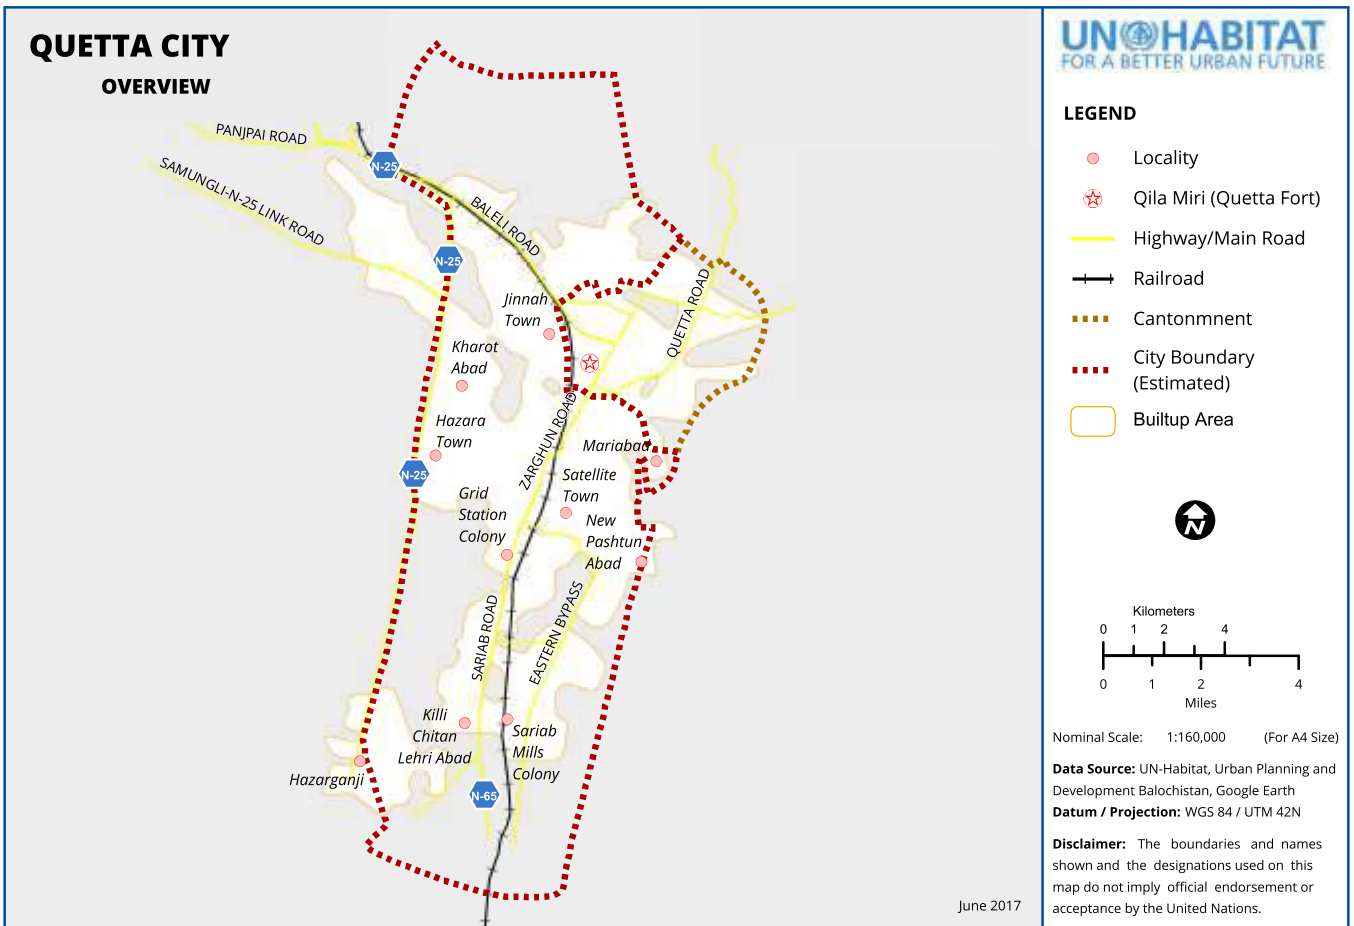 QUETTA CITY
OVERVIEW
PANJPAI ROAD
SAMUNGLI-N-25 LINK ROAD
N-25
BALELI ROAD
N-25
QUETTA ROAD
Jinnah
Town
Kharot
Abad
Hazara
Town
N-25
ZARGHUN ROAD
Mariabad
Satellite
Town
Grid
Station
Colony
New
Pashtun
Abad
SARIAB ROAD
EASTERN BYPASS
Killi
Chitan
Lehri Abad
Sariab
Mills
Colony
Hazarganji
N-65
June 2017
UN HABITAT
FOR A BETTER URBAN FUTURE
LEGEND
Locality
Qila Miri (Quetta Fort)
Highway/Main Road
Railroad
Cantonmnent
City Boundary
(Estimated)
Builtup Area
N
Kilometers
0 1 2 4
0 1 2 4
Miles
Nominal Scale: 1:160,000 (For A4 Size)
Data Source: UN-Habitat, Urban Planning and
Development Balochistan, Google Earth
Datum / Projection: WGS 84 / UTM 42N
Disclaimer: The boundaries and names
shown and the designations used on this
map do not imply official endorsement or
acceptance by the United Nations.